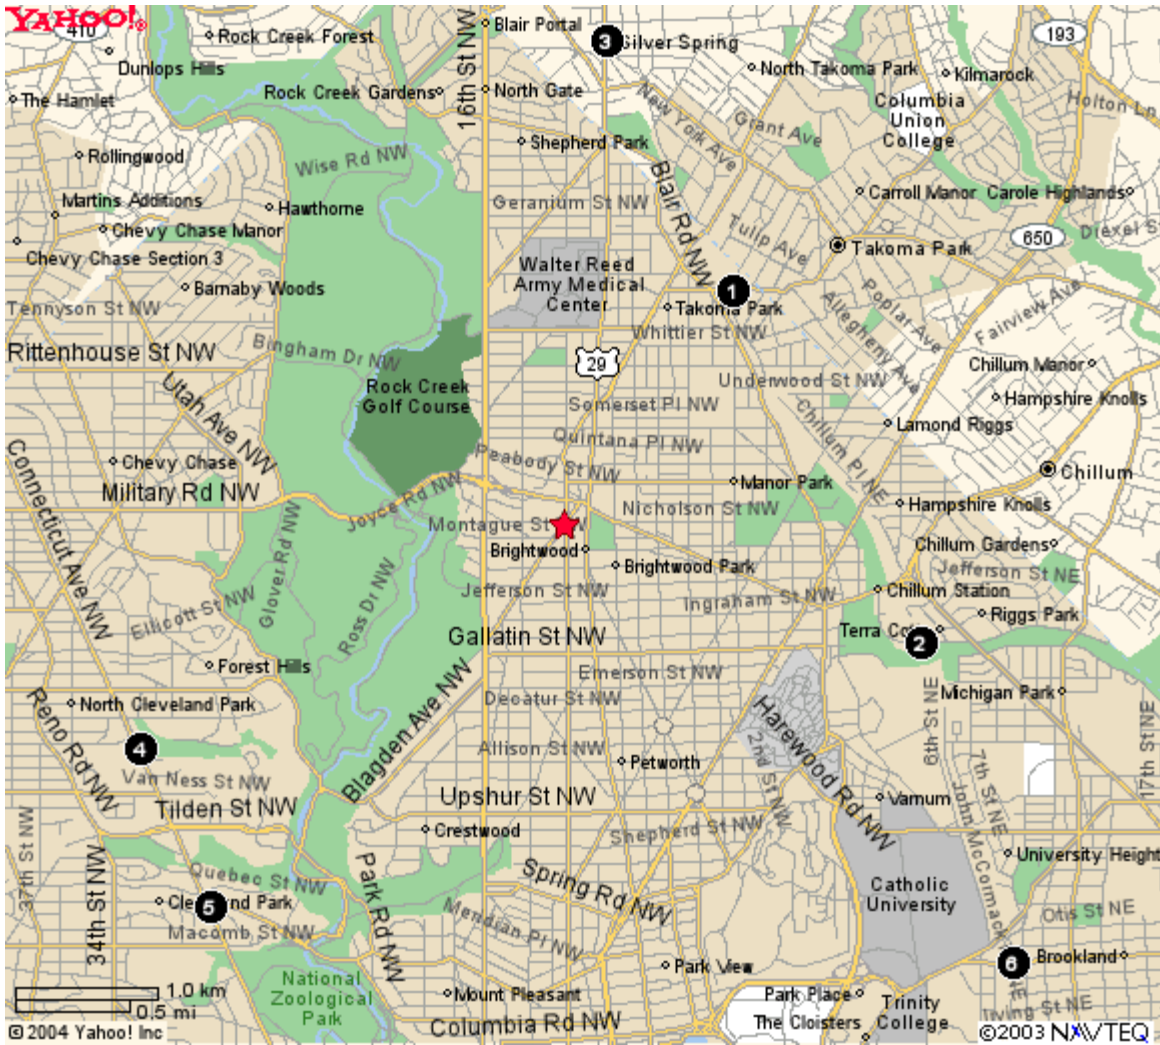 YAHOO!
410
Rock Creek Forest
Dunlops Hills
The Hamlet
Rock Creek Gardens
16th St NW
Blair Portal
3
Silver Spring
North Gate
North Takoma Park
193
Kilmarock
Holton Ln
Columbia
Union
College
New York Ave
Grant Ave
Shepherd Park
Rollingwood
Wise Rd NW
Blair Rd NW
Martins Additions
Hawthorne
Geranium St NW
Carroll Manor
Carole Highlands
Chevy Chase Manor
Tulip Ave
Takoma Park
650
Diexel S
Chevy Chase Section 3
Walter Reed
Army Medical
Center
Barnaby Woods
1
Takoma Park
Tennyson St NW
Whittier St NW
Allegheny Ave
Poplar Ave
Fairview Ave
Rittenhouse St NW
Bingham Dr NW
29
Chillum Manor
Rock Creek
Golf Course
Underwood St NW
Utah Ave NW
Somerset Pl NW
Hampshire Knolls
Chillum Pl NE
Lamond Riggs
Quintana Pl NW
Connecticut Ave NW
Chevy Chase
Peabody St NW
Chillum
Military Rd NW
Manor Park
Joyce Rd NW
Nicholson St NW
Hampshire Knolls
Montague St NW
Glover Rd NW
Brightwood
Chillum Gardens
Brightwood Park
Jefferson St NE
Ross Dr NW
Jefferson St NW
Ingraham St NW
Chillum Station
Ellicott St NW
Riggs Park
Gallatin St NW
Terra Co
2
Forest Hills
Emerson St NW
Reno Rd NW
North Cleveland Park
Decatur St NW
Michigan Park
Harewood Rd NW
6th St NE
17th St NE
4
Allison St NW
Blagden Ave NW
2nd St NW
7th St NE
Van Ness St NW
Petworth
John McCormack
Tilden St NW
Upshur St NW
Varnum
Crestwood
Shepherd St NW
37th St NW
34th St NW
University Height
Quebec St NW
Park Rd NW
Spring Rd NW
Catholic
University
5
Cleveland Park
Otis St NE
Macomb St NW
Meridian Pl NW
6
Brookland
National
Zoological
Park
Park View
1.0 km
0.5 mi
Mount Pleasant
Park Place
Trinity
College
The Cloisters
Irving St NE
Columbia Rd NW
© 2004 Yahoo! Inc
©2003 NAVTEQ